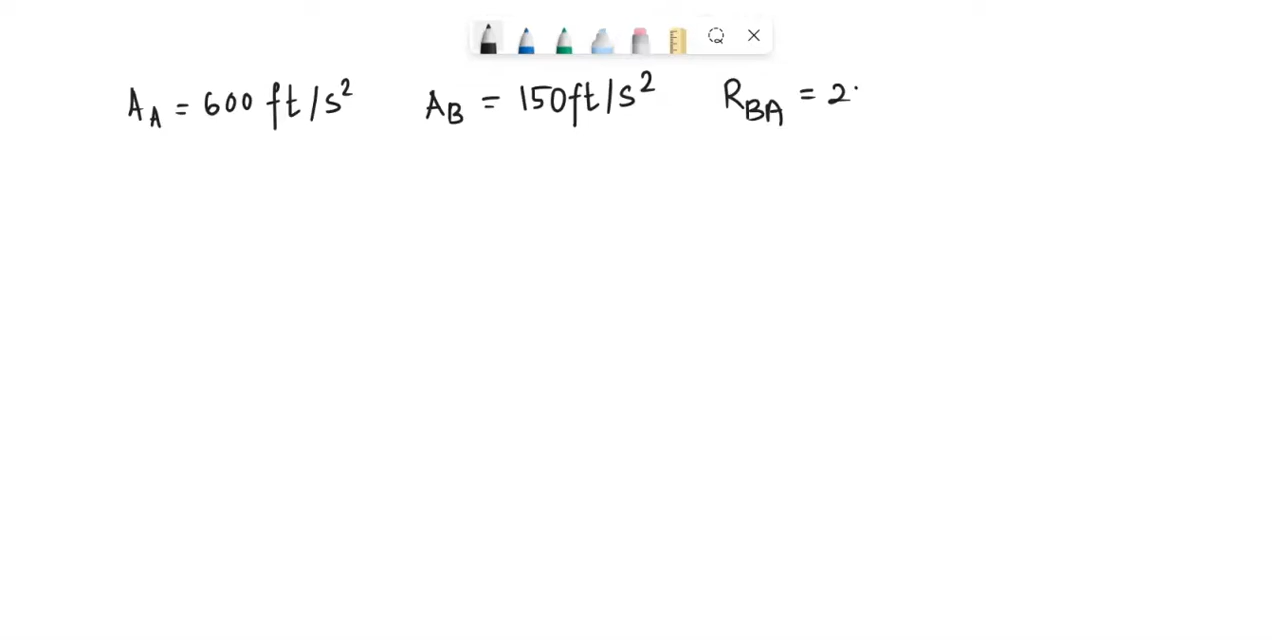 A_A = 600 ft/s² A_B = 150ft/s² R_BA = 2.